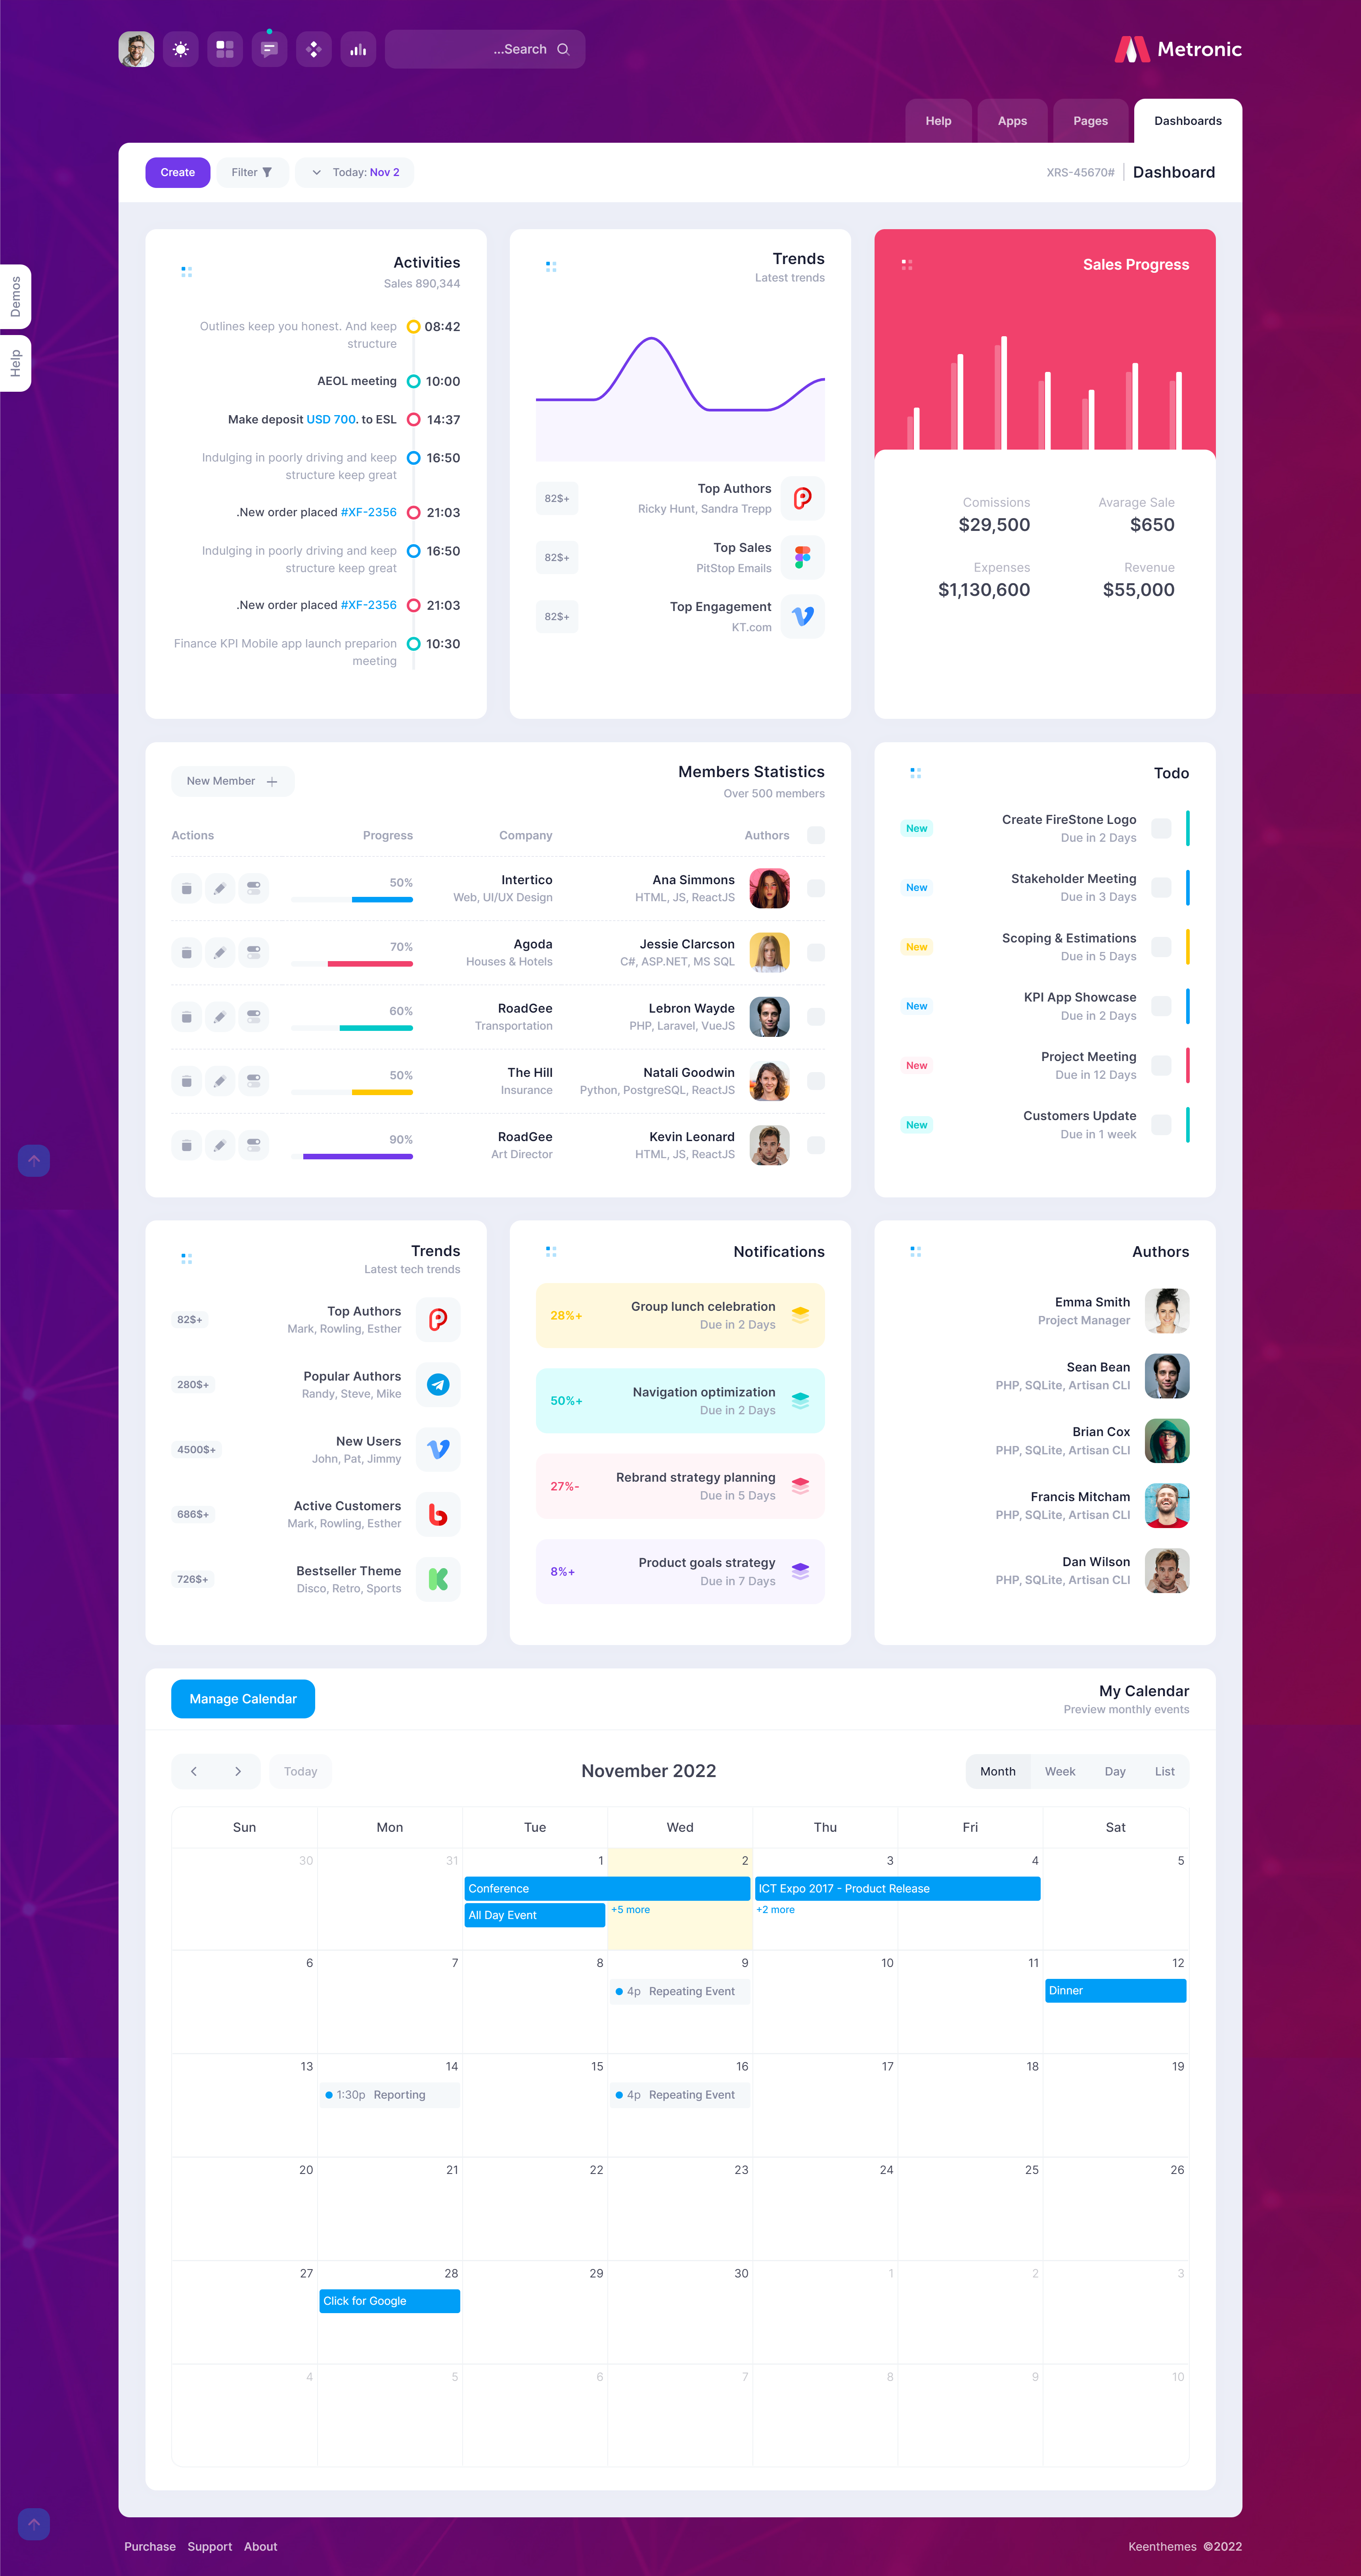 ...Search
Metronic
Help Apps Pages Dashboards
Create Filter Today: Nov 2
XRS-45670# Dashboard
Demos
Help
Activities
Sales 890,344
Outlines keep you honest. And keep
structure
08:42
AEOL meeting 10:00
Make deposit USD 700. to ESL 14:37
Indulging in poorly driving and keep
structure keep great
16:50
.New order placed #XF-2356 21:03
Indulging in poorly driving and keep
structure keep great
16:50
.New order placed #XF-2356 21:03
Finance KPI Mobile app launch preparion
meeting
10:30
Trends
Latest trends
Top Authors
Ricky Hunt, Sandra Trepp
82$+
Top Sales
PitStop Emails
82$+
Top Engagement
KT.com
82$+
Sales Progress
Comissions
$29,500
Avarage Sale
$650
Expenses
$1,130,600
Revenue
$55,000
New Member
Members Statistics
Over 500 members
Actions Progress Company Authors
50%
Intertico
Web, UI/UX Design
Ana Simmons
HTML, JS, ReactJS
70%
Agoda
Houses & Hotels
Jessie Clarcson
C#, ASP.NET, MS SQL
60%
RoadGee
Transportation
Lebron Wayde
PHP, Laravel, VueJS
50%
The Hill
Insurance
Natali Goodwin
Python, PostgreSQL, ReactJS
90%
RoadGee
Art Director
Kevin Leonard
HTML, JS, ReactJS
Todo
New
Create FireStone Logo
Due in 2 Days
New
Stakeholder Meeting
Due in 3 Days
New
Scoping & Estimations
Due in 5 Days
New
KPI App Showcase
Due in 2 Days
New
Project Meeting
Due in 12 Days
New
Customers Update
Due in 1 week
Trends
Latest tech trends
82$+
Top Authors
Mark, Rowling, Esther
280$+
Popular Authors
Randy, Steve, Mike
4500$+
New Users
John, Pat, Jimmy
686$+
Active Customers
Mark, Rowling, Esther
726$+
Bestseller Theme
Disco, Retro, Sports
Notifications
28%+
Group lunch celebration
Due in 2 Days
50%+
Navigation optimization
Due in 2 Days
27%-
Rebrand strategy planning
Due in 5 Days
8%+
Product goals strategy
Due in 7 Days
Authors
Emma Smith
Project Manager
Sean Bean
PHP, SQLite, Artisan CLI
Brian Cox
PHP, SQLite, Artisan CLI
Francis Mitcham
PHP, SQLite, Artisan CLI
Dan Wilson
PHP, SQLite, Artisan CLI
Manage Calendar
My Calendar
Preview monthly events
Today
November 2022
Month Week Day List
Sun Mon Tue Wed Thu Fri Sat
30 31 1 2 3 4 5
Conference
ICT Expo 2017 - Product Release
All Day Event
+5 more
+2 more
6 7 8 9 10 11 12
4p Repeating Event
Dinner
13 14 15 16 17 18 19
1:30p Reporting
4p Repeating Event
20 21 22 23 24 25 26
27 28 29 30 1 2 3
Click for Google
4 5 6 7 8 9 10
Purchase Support About
Keenthemes ©2022